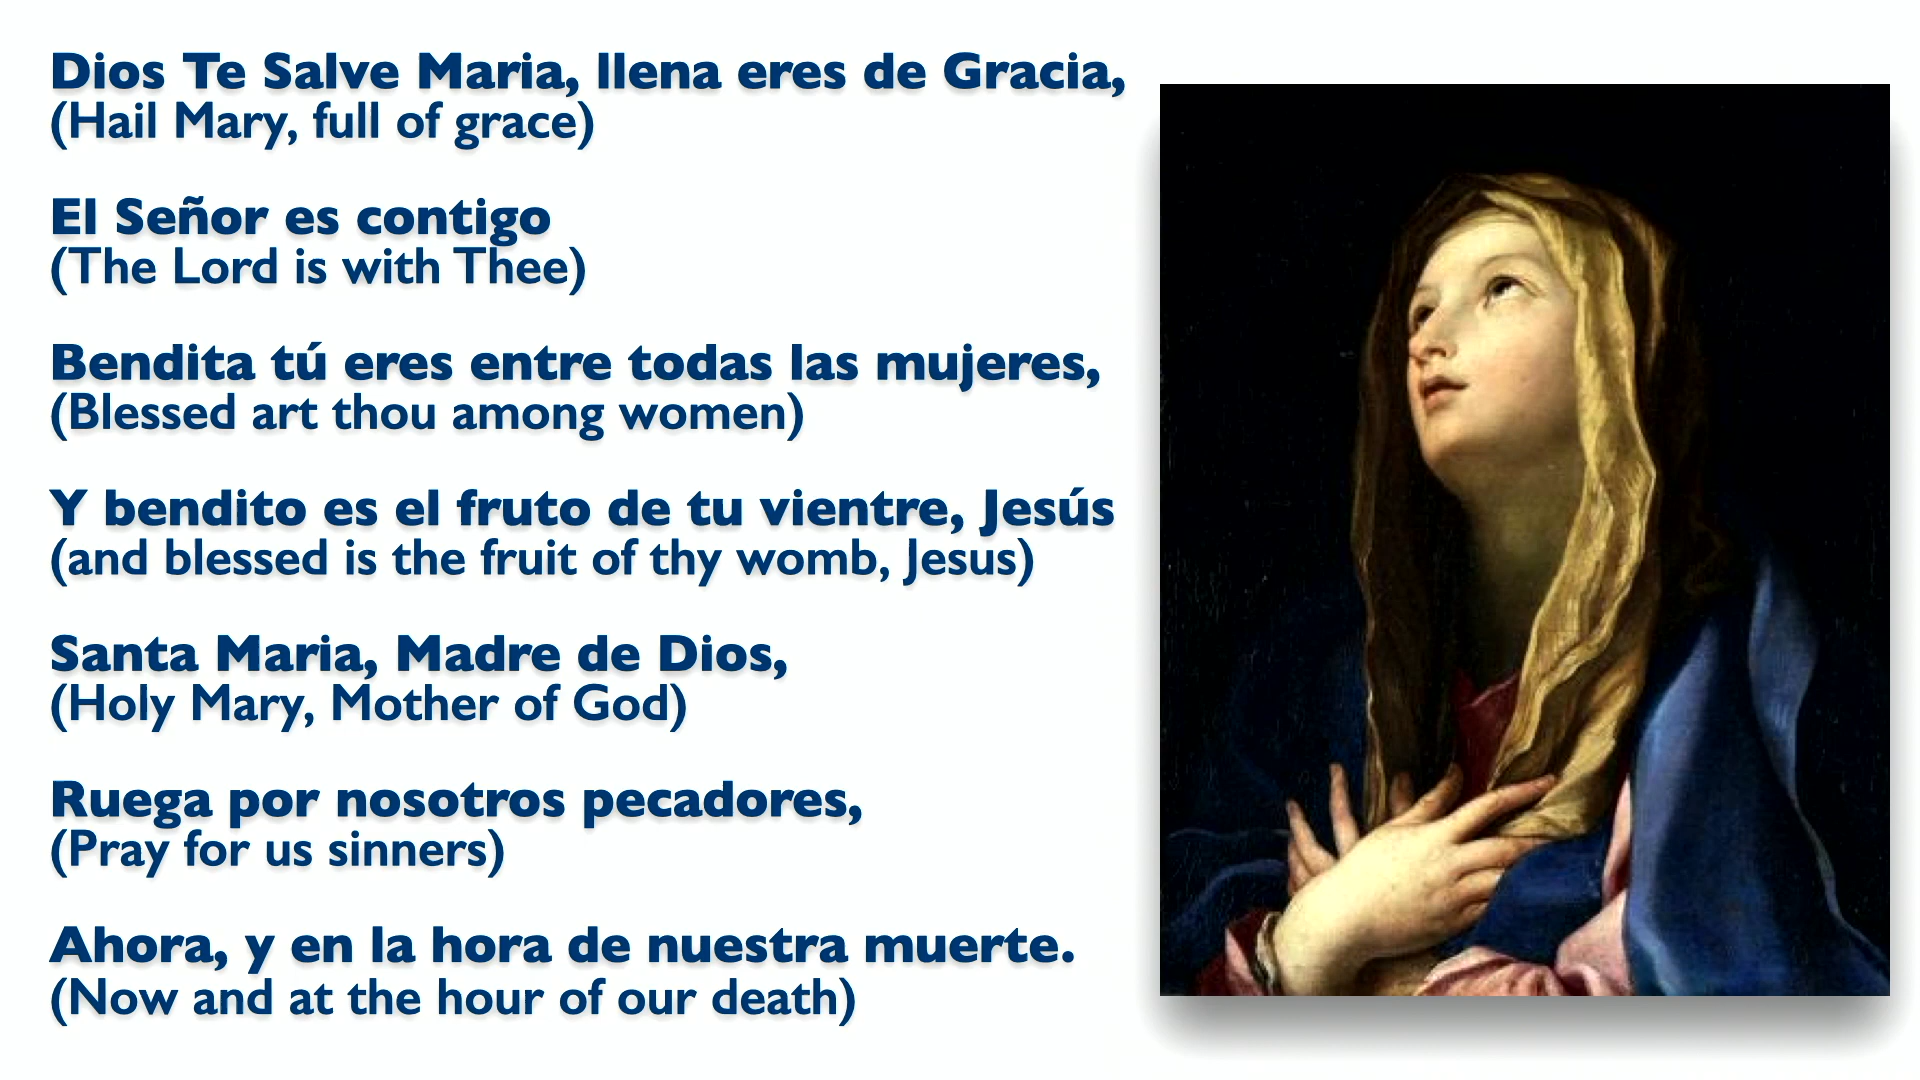 Dios Te Salve Maria, llena eres de Gracia,
(Hail Mary, full of grace)
El Señor es contigo
(The Lord is with Thee)
Bendita tú eres entre todas las mujeres,
(Blessed art thou among women)
Y bendito es el fruto de tu vientre, Jesús
(and blessed is the fruit of thy womb, Jesus)
Santa Maria, Madre de Dios,
(Holy Mary, Mother of God)
Ruega por nosotros pecadores,
(Pray for us sinners)
Ahora, y en la hora de nuestra muerte.
(Now and at the hour of our death)